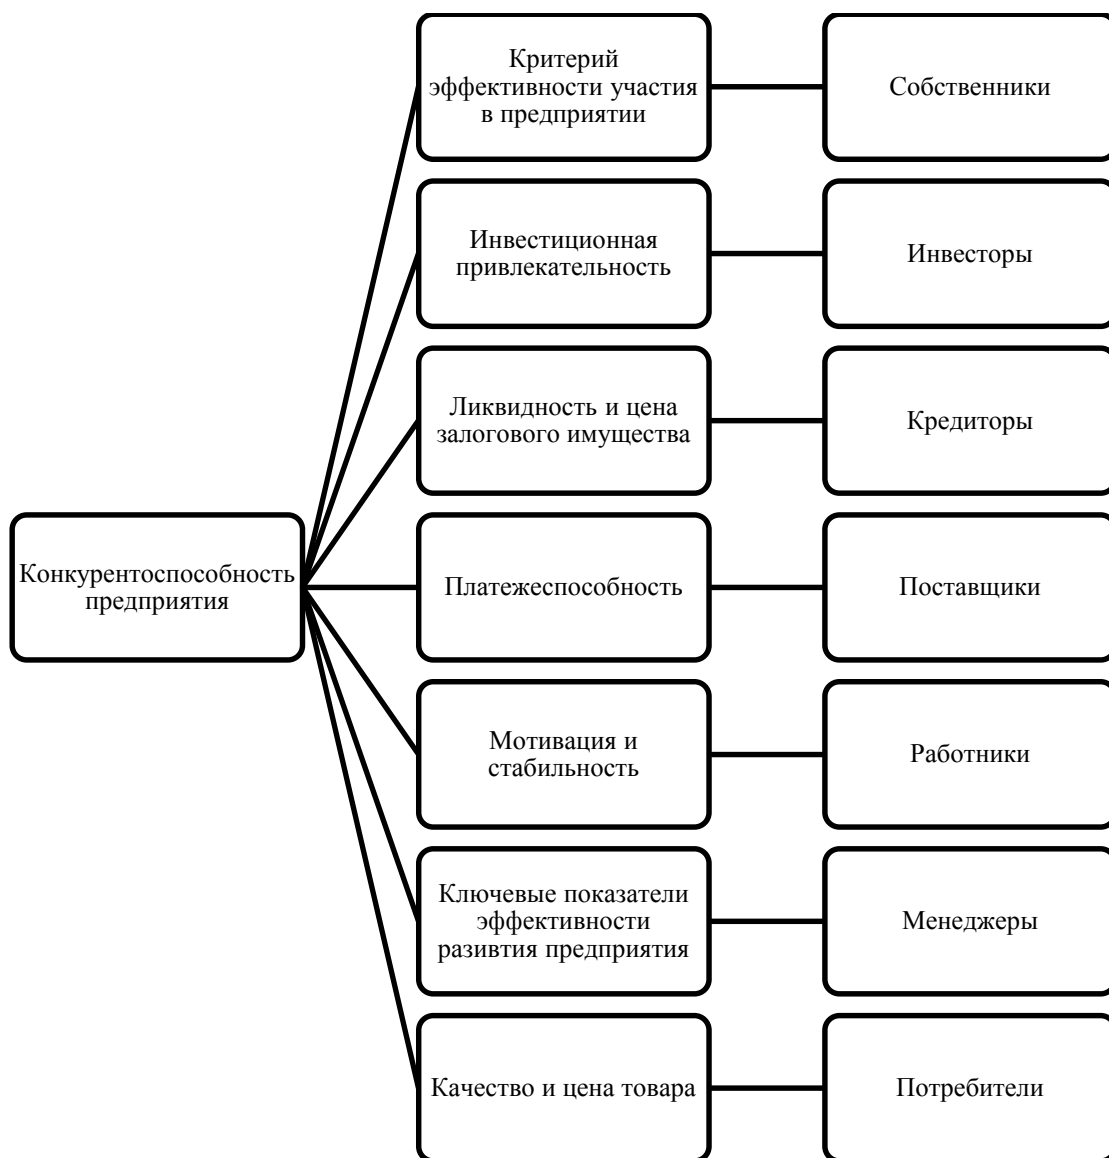 Критерий
эффективности участия
в предприятии
Собственники
Инвестиционная
привлекательность
Инвесторы
Ликвидность и цена
залогового имущества
Кредиторы
Конкурентоспособность
предприятия
Платежеспособность
Поставщики
Мотивация и
стабильность
Работники
Ключевые показатели
эффективности
разивтия предприятия
Менеджеры
Качество и цена товара
Потребители